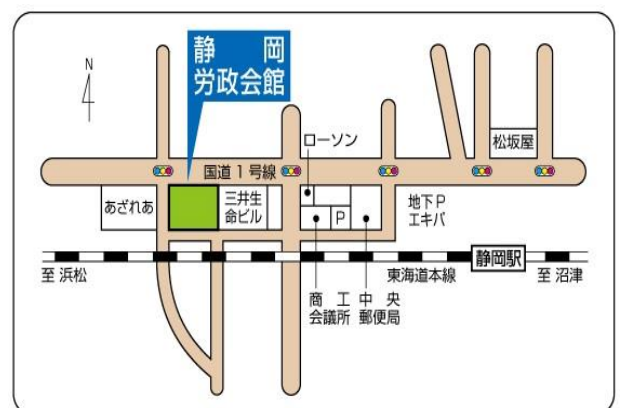 N
静岡
労政会館
ローソン
松坂屋
国道1号線
あざれあ
三井生
命ビル
P
地下P
エキパ
至 浜松
東海道本線
静岡駅
至 沼津
商工
会議所
中央
郵便局